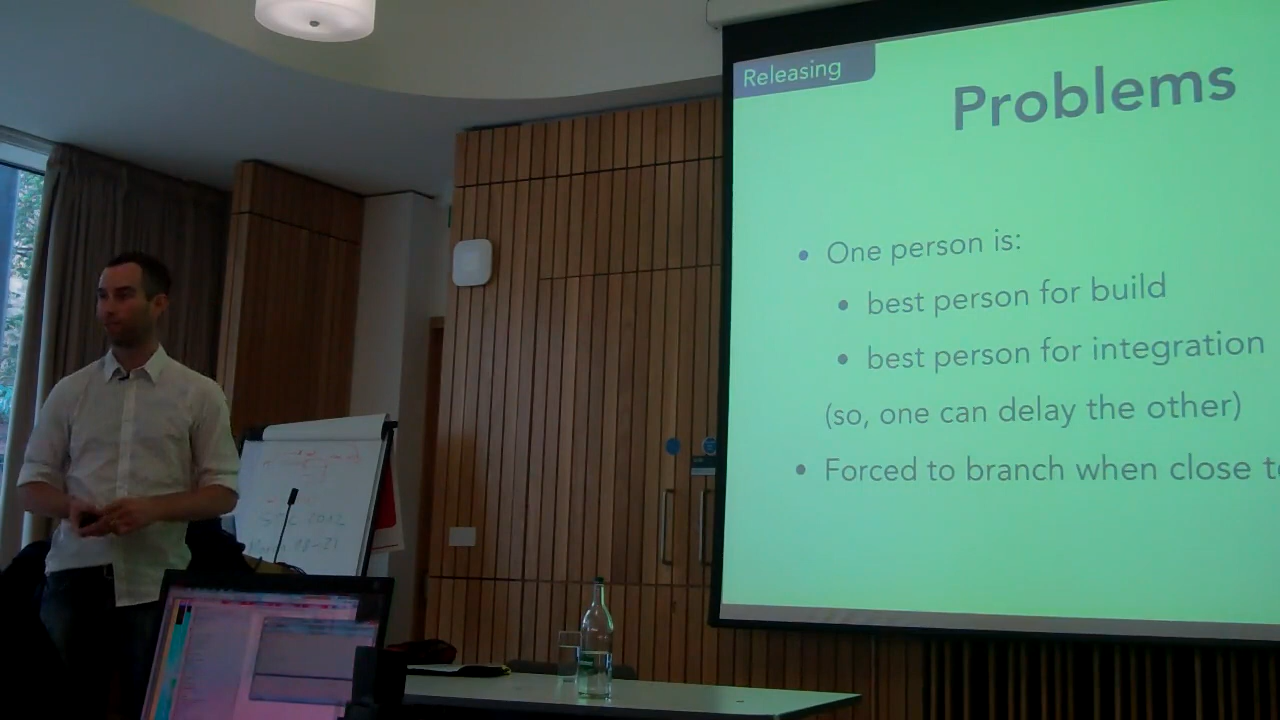 Releasing
Problems
• One person is:
• best person for build
• best person for integration
(so, one can delay the other)
• Forced to branch when close